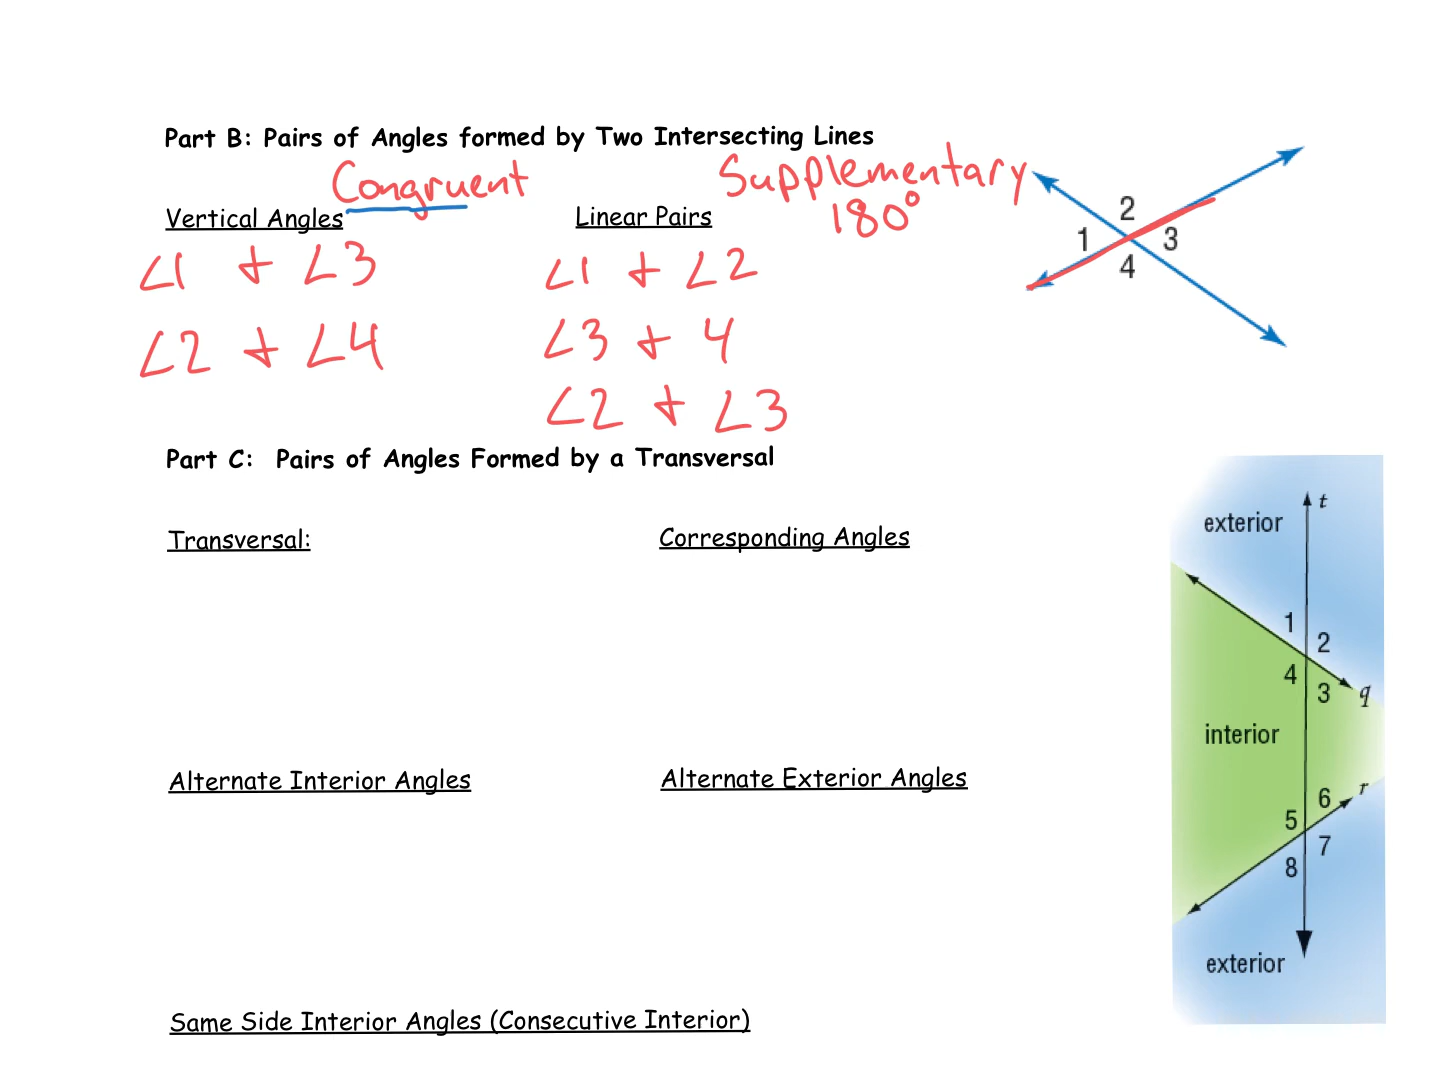 Part B: Pairs of Angles formed by Two Intersecting Lines
Congruent
Supplementary
180°
Vertical Angles
Linear Pairs
∠1 + ∠3
∠1 + ∠2
∠2 + ∠4
∠3 + 4
∠2 + ∠3
2
1
3
4
Part C: Pairs of Angles Formed by a Transversal
Transversal:
Corresponding Angles
t
exterior
1
2
4
3
q
interior
r
6
5
7
8
exterior
Alternate Interior Angles
Alternate Exterior Angles
Same Side Interior Angles (Consecutive Interior)